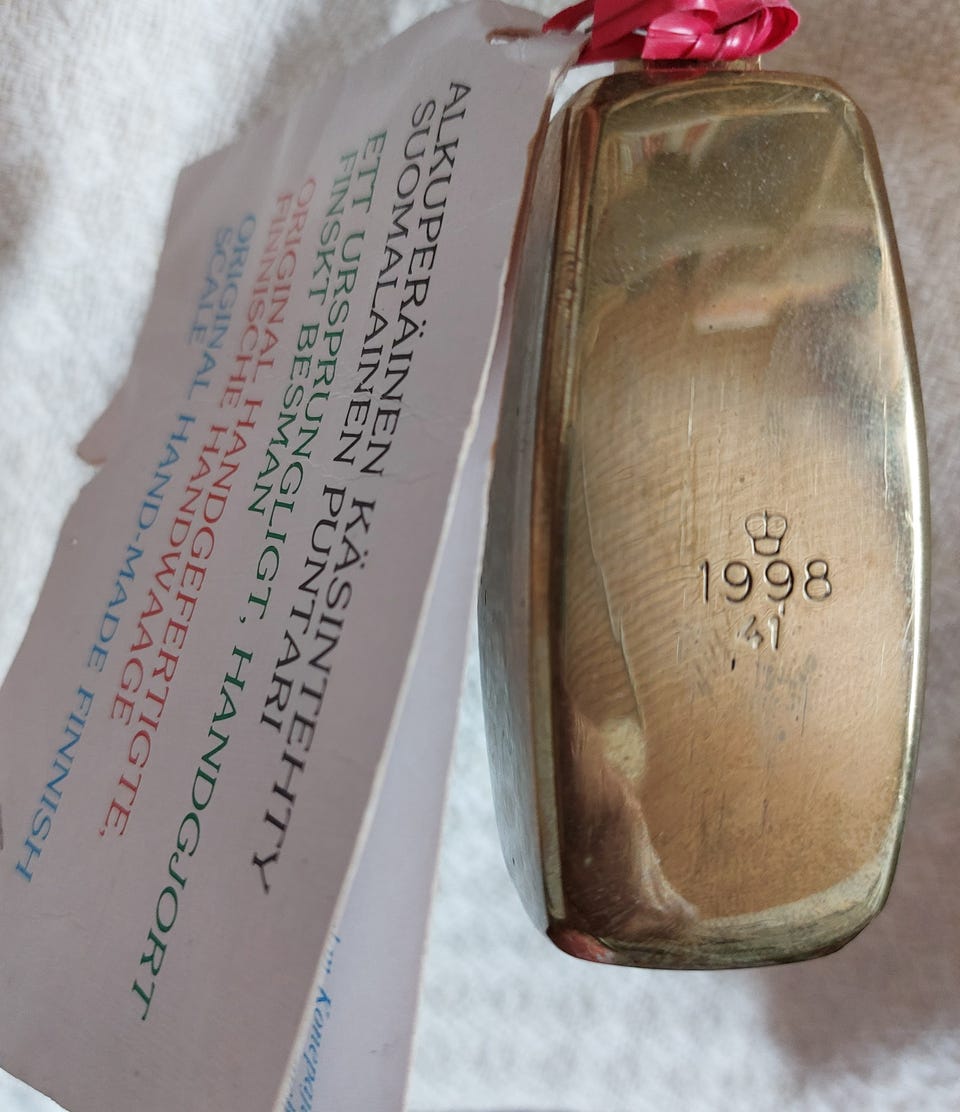 ALKUPERÄINEN KÄSINTEHTY
SUOMALAINEN PUNTARI
ETT URSPRUNGLIGT, HANDGJORT
FINSKT BESMAN
ORIGINAL HANDGEFERTIGTE,
FINNISCHE HANDWAAGE
ORIGINAL HAND-MADE FINNISH
SCALE
1998
41